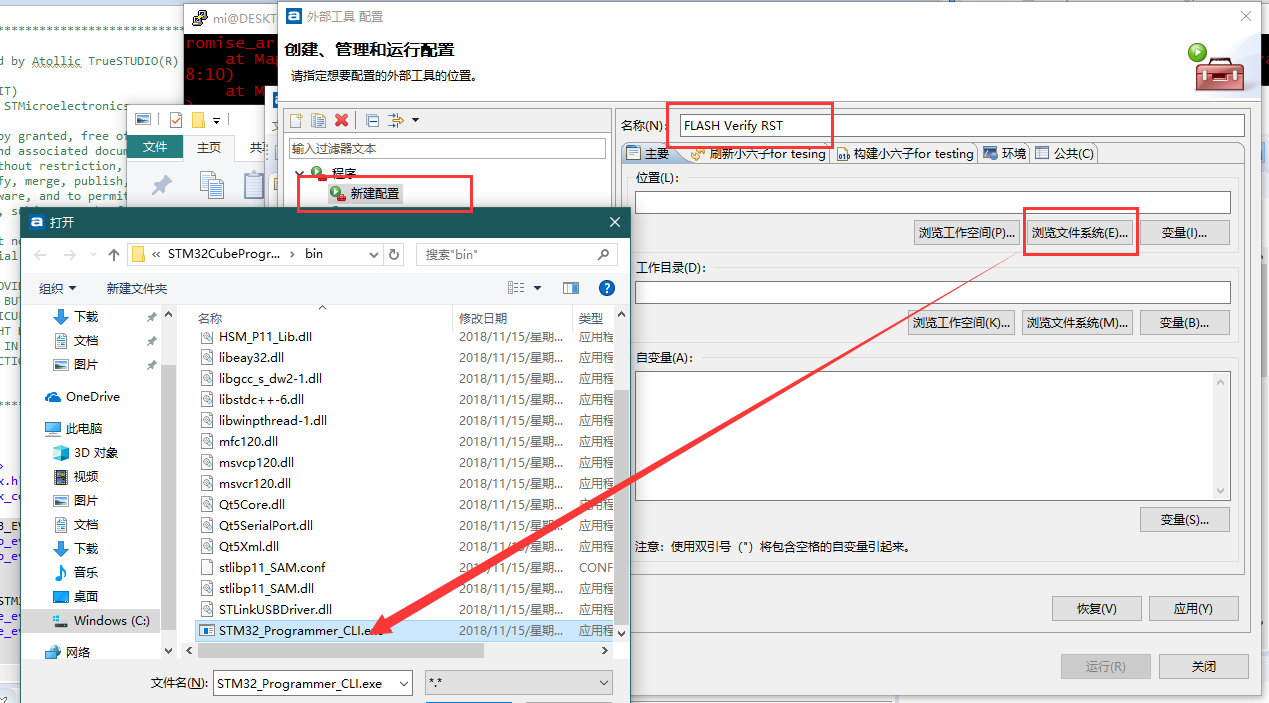 mi@DESKT
romise_ar
at Ma
8:10)
at M
d by Atollic TrueSTUDIO(R)
IT)
STMicroelectronics
by granted, free of
nd associated docum
thout restriction,
fy, merge, publish,
ware, and to permit
文件
主页
共享
外部工具 配置
创建、管理和运行配置
请指定想要配置的外部工具的位置。
输入过滤器文本
程序
新建配置
名称(N):
FLASH Verify RST
主要
刷新小六子for tesing
构建小六子for testing
环境
公共(C)
位置(L):
浏览工作空间(P)...
浏览文件系统(E)...
变量(I)...
工作目录(D):
浏览工作空间(K)...
浏览文件系统(M)...
变量(B)...
自变量(A):
变量(S)...
注意：使用双引号（"）将包含空格的自变量引起来。
恢复(V)
应用(Y)
运行(R)
关闭
打开
« STM32CubeProgr... › bin
搜索"bin"
组织
新建文件夹
下载
文档
图片
OneDrive
此电脑
3D 对象
视频
图片
文档
下载
音乐
桌面
Windows (C:)
网络
名称 修改日期 类型
HSM_P11_Lib.dll 2018/11/15/星期... 应用程
libeay32.dll 2018/11/15/星期... 应用程
libgcc_s_dw2-1.dll 2018/11/15/星期... 应用程
libstdc++-6.dll 2018/11/15/星期... 应用程
libwinpthread-1.dll 2018/11/15/星期... 应用程
mfc120.dll 2018/11/15/星期... 应用程
msvcp120.dll 2018/11/15/星期... 应用程
msvcr120.dll 2018/11/15/星期... 应用程
Qt5Core.dll 2018/11/15/星期... 应用程
Qt5SerialPort.dll 2018/11/15/星期... 应用程
Qt5Xml.dll 2018/11/15/星期... 应用程
stlibp11_SAM.conf 2018/11/15/星期... CONF
stlibp11_SAM.dll 2018/11/15/星期... 应用程
STLinkUSBDriver.dll 2018/11/15/星期... 应用程
STM32_Programmer_CLI.exe 2018/11/15/星期... 应用程
文件名(N):
STM32_Programmer_CLI.exe
*.*